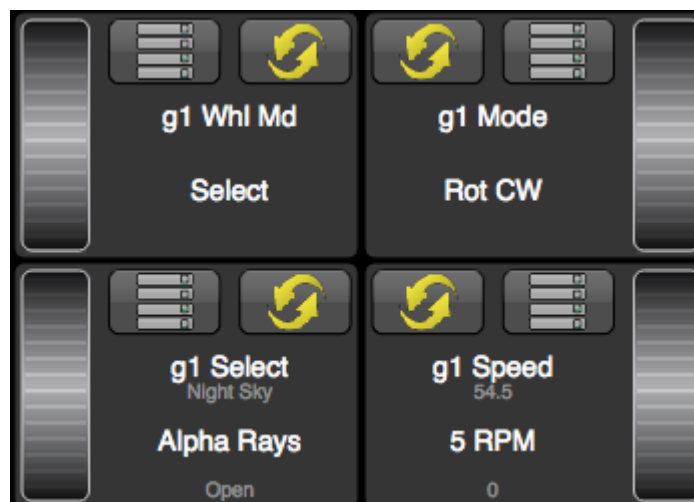 g1 Whl Md
Select
g1 Mode
Rot CW
g1 Select
Night Sky
Alpha Rays
Open
g1 Speed
54.5
5 RPM
0